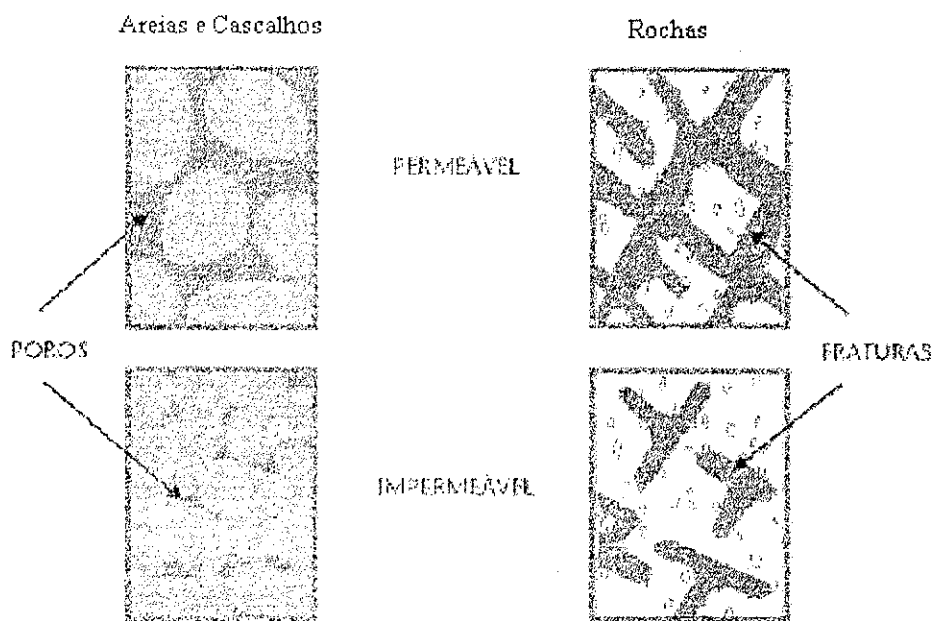 Areias e Cascalhos
Rochas
PERMEÁVEL
POROS
FRATURAS
IMPERMEÁVEL